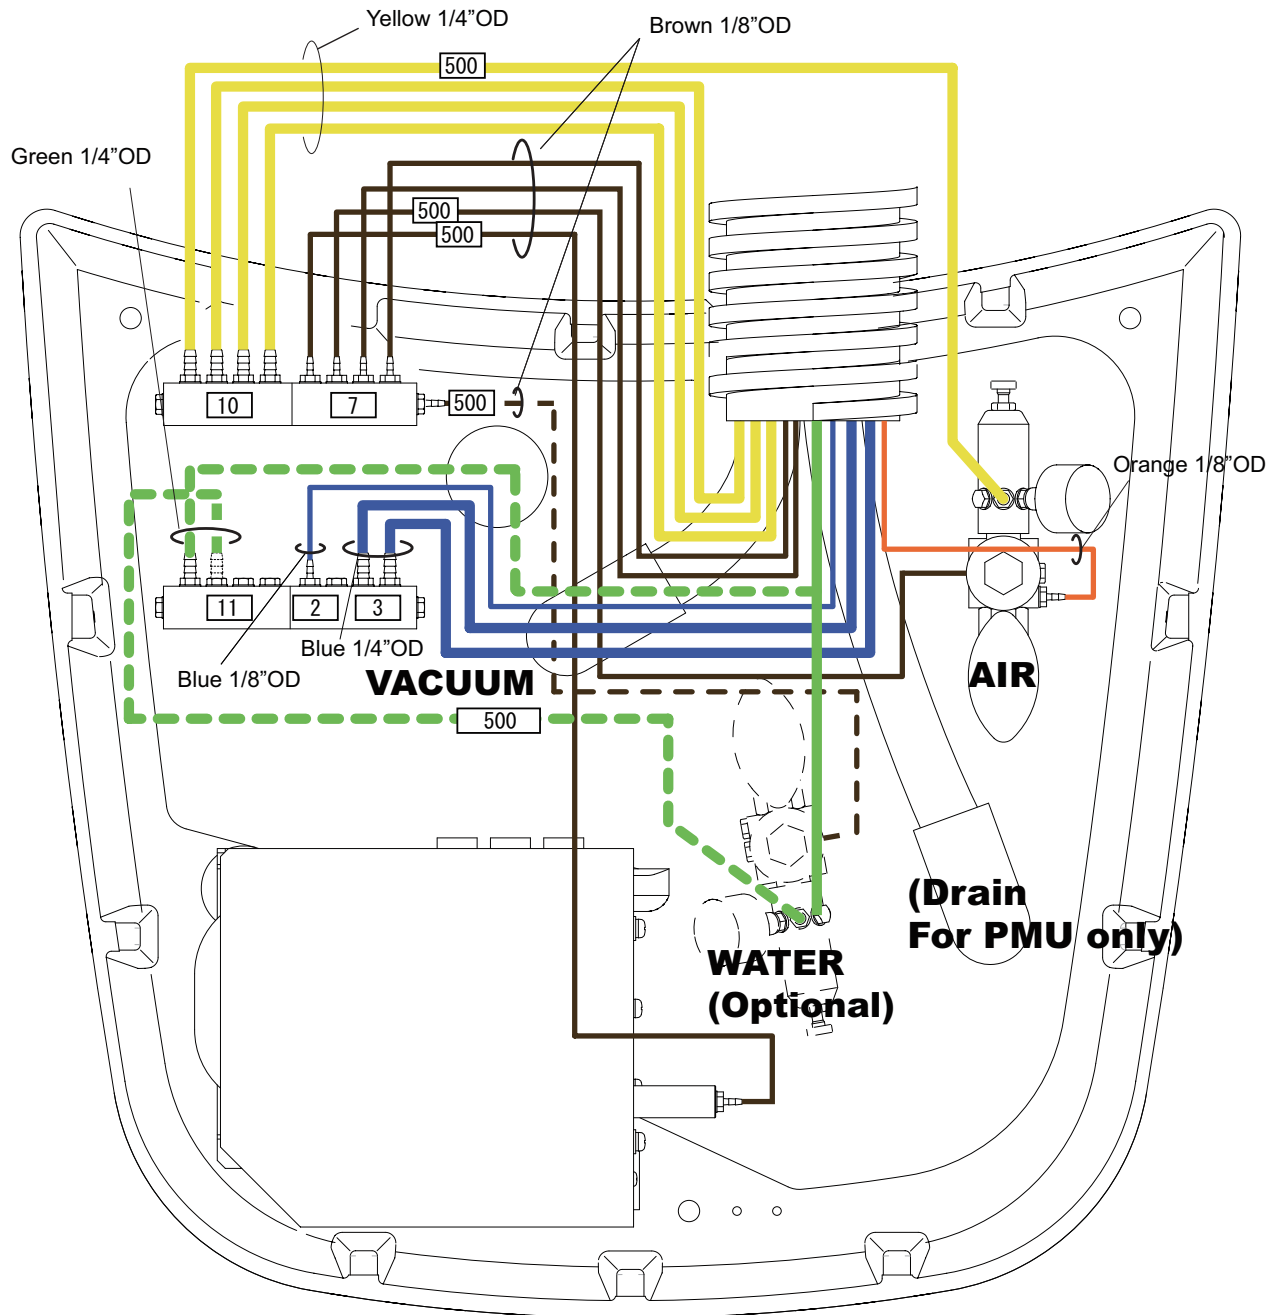 Yellow 1/4”OD
Brown 1/8”OD
500
Green 1/4”OD
500
500
10
7
500
Orange 1/8”OD
11
2
3
Blue 1/4”OD
Blue 1/8”OD
VACUUM
AIR
500
(Drain
For PMU only)
WATER
(Optional)